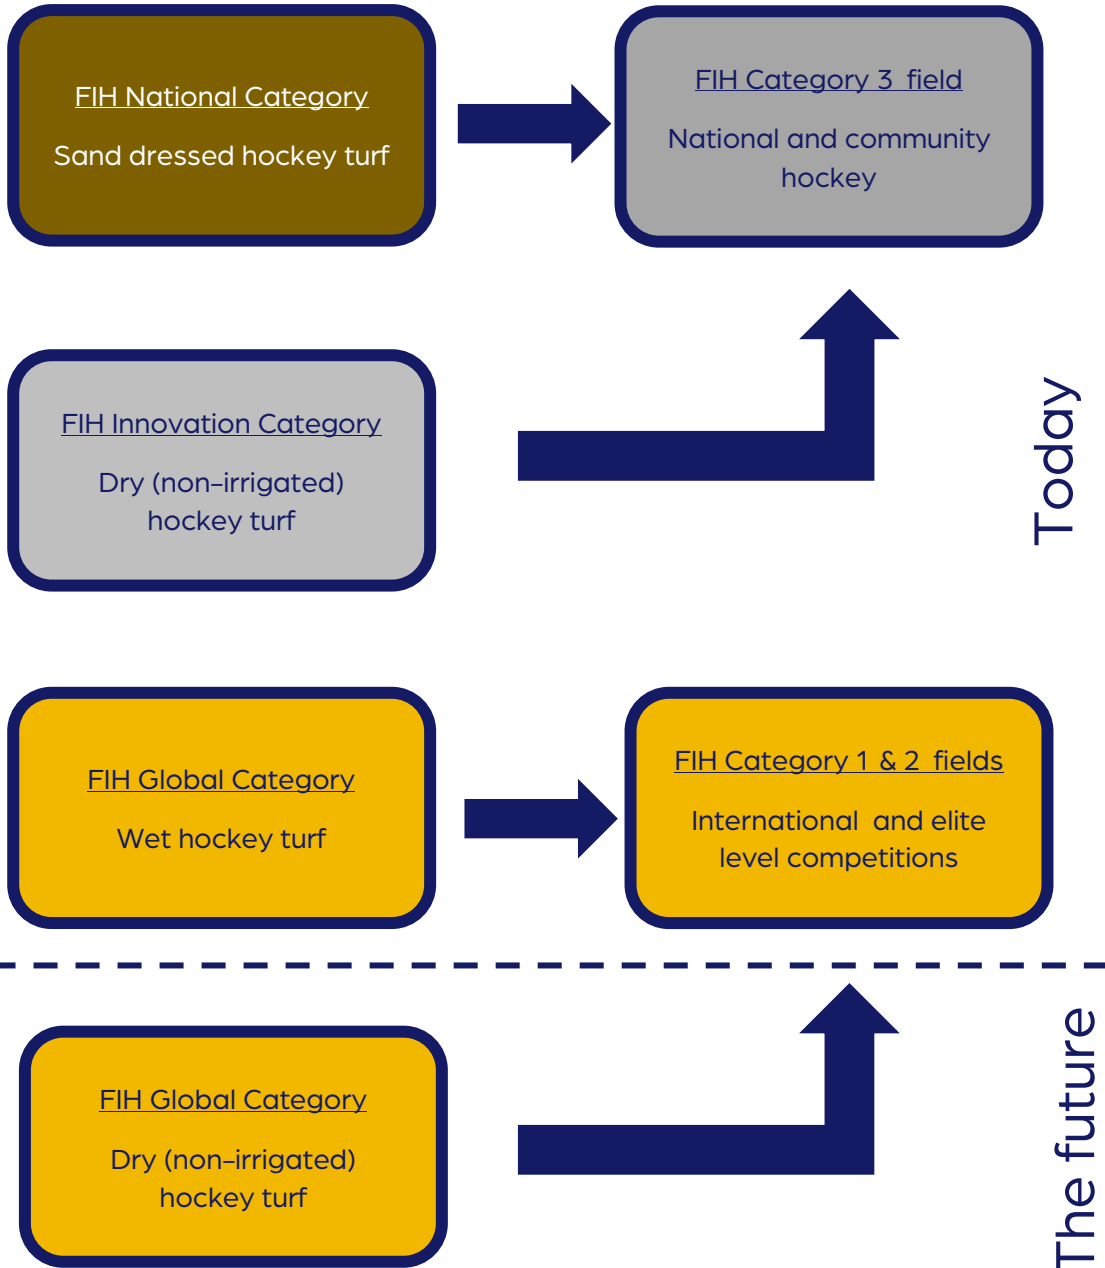 FIH National Category
Sand dressed hockey turf
FIH Category 3 field
National and community
hockey
FIH Innovation Category
Dry (non-irrigated)
hockey turf
Today
FIH Global Category
Wet hockey turf
FIH Category 1 & 2 fields
International and elite
level competitions
FIH Global Category
Dry (non-irrigated)
hockey turf
The future